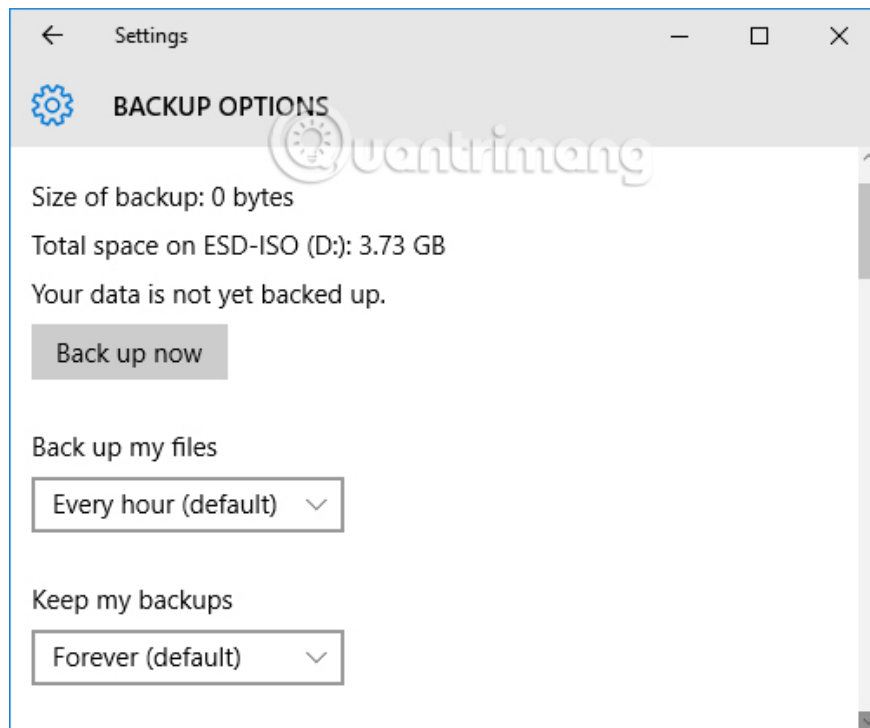 Settings
BACKUP OPTIONS
Quantrimang
Size of backup: 0 bytes
Total space on ESD-ISO (D:): 3.73 GB
Your data is not yet backed up.
Back up now
Back up my files
Every hour (default)
Keep my backups
Forever (default)